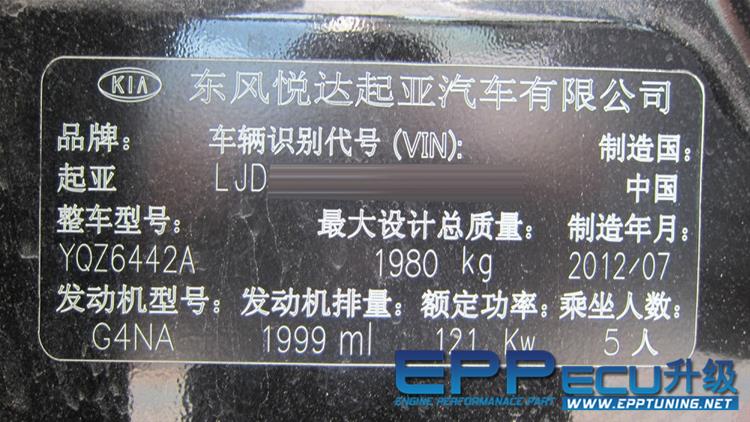 KIA 东风悦达起亚汽车有限公司
品牌: 车辆识别代号(VIN): 制造国:
起亚 LJD 中国
整车型号: 最大设计总质量: 制造年月:
YQZ6442A 1980 kg 2012/07
发动机型号: 发动机排量: 额定功率: 乘坐人数:
G4NA 1999 ml 121 Kw 5 人
EPP ECU升级
ENGINE PERFORMANACE PART WWW.EPPTUNING.NET